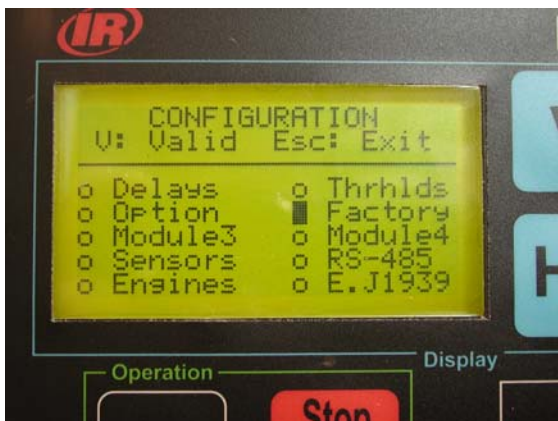 IR
CONFIGURATION
V: Valid Esc: Exit
o Delays o Thrhlds
o Option Factory
o Module3 o Module4
o Sensors o RS-485
o Engines o E.J1939
Display
Operation
Stop